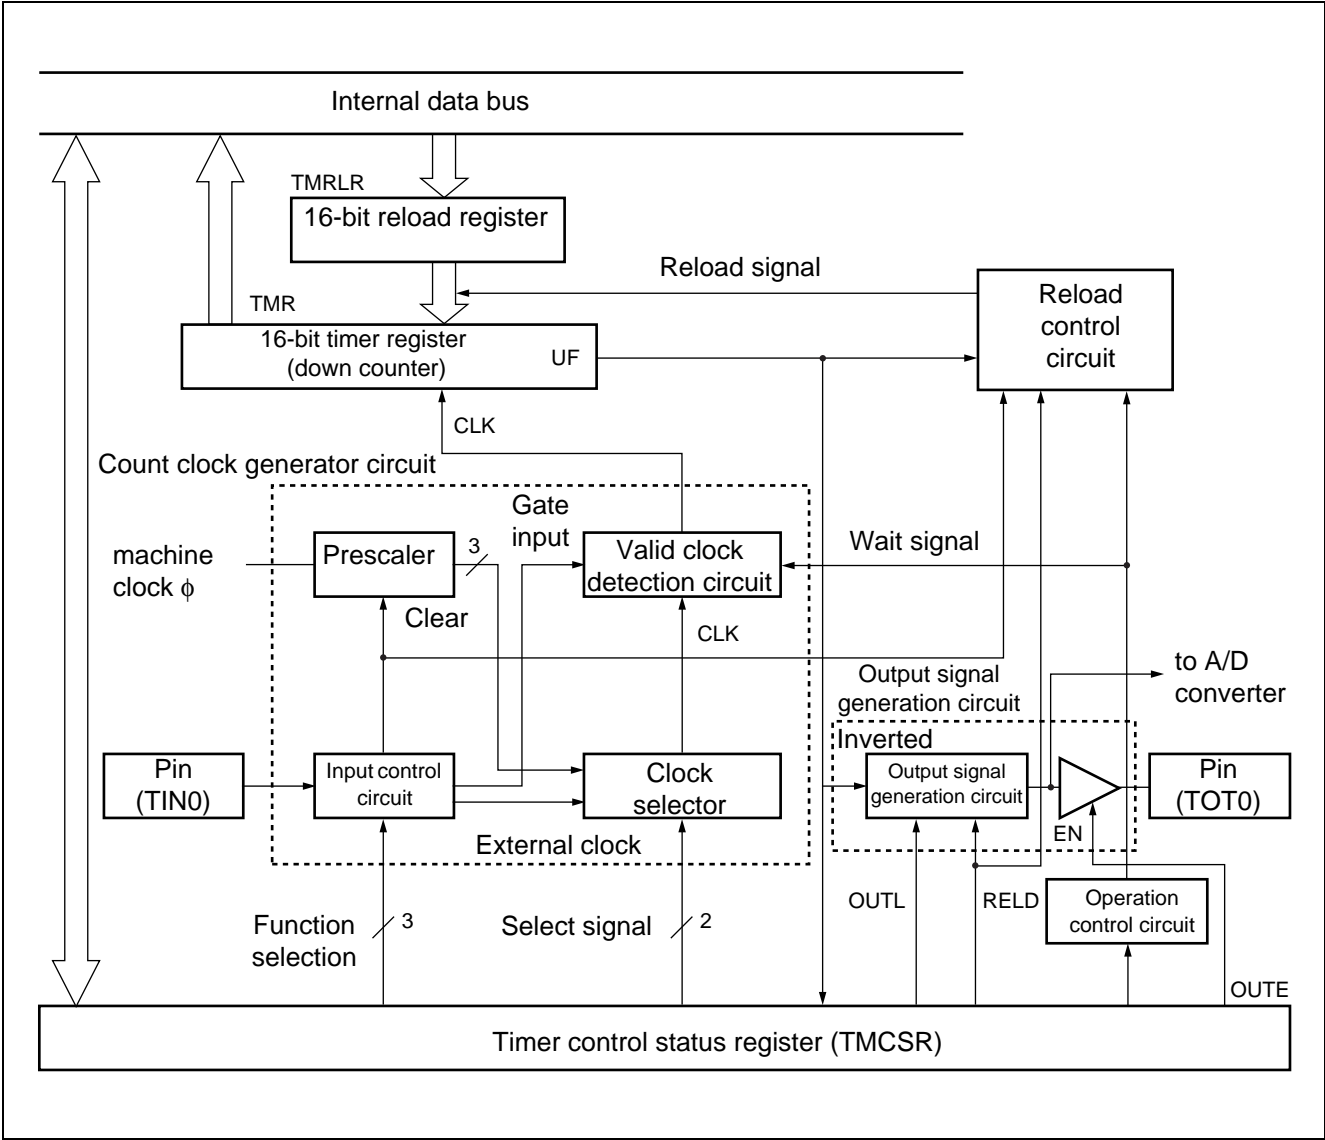 Internal data bus
TMRLR
16-bit reload register
Reload signal
Reload
control
circuit
TMR
16-bit timer register
(down counter)
UF
CLK
Count clock generator circuit
Gate
input
machine
clock ϕ
Prescaler
3
Valid clock
detection circuit
Wait signal
Clear
CLK
Output signal
generation circuit
to A/D
converter
Inverted
Pin
(TIN0)
Input control
circuit
Clock
selector
Output signal
generation circuit
Pin
(TOT0)
EN
External clock
Function
selection
3
Select signal
2
OUTL
RELD
Operation
control circuit
OUTE
Timer control status register (TMCSR)